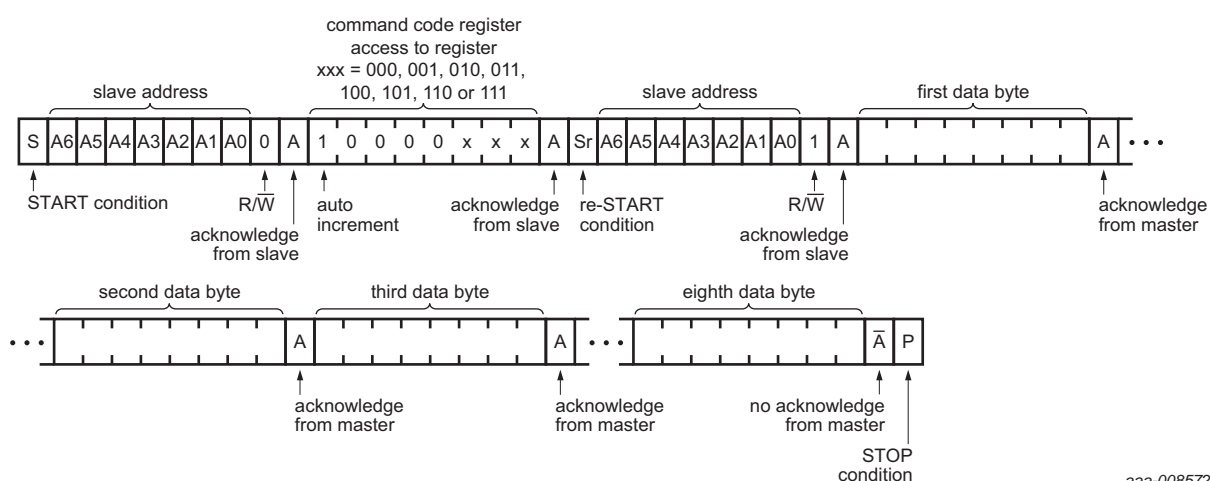 command code register
access to register
xxx = 000, 001, 010, 011,
100, 101, 110 or 111
slave address
slave address
first data byte
S A6 A5 A4 A3 A2 A1 A0 0 A 1 0 0 0 0 x x x A Sr A6 A5 A4 A3 A2 A1 A0 1 A A • • •
START condition
R/W̅
acknowledge
from slave
auto
increment
acknowledge
from slave
re-START
condition
R/W̅
acknowledge
from slave
acknowledge
from master
second data byte
third data byte
eighth data byte
• • • A A • • • A̅ P
acknowledge
from master
acknowledge
from master
no acknowledge
from master
STOP
condition
aaa-008572